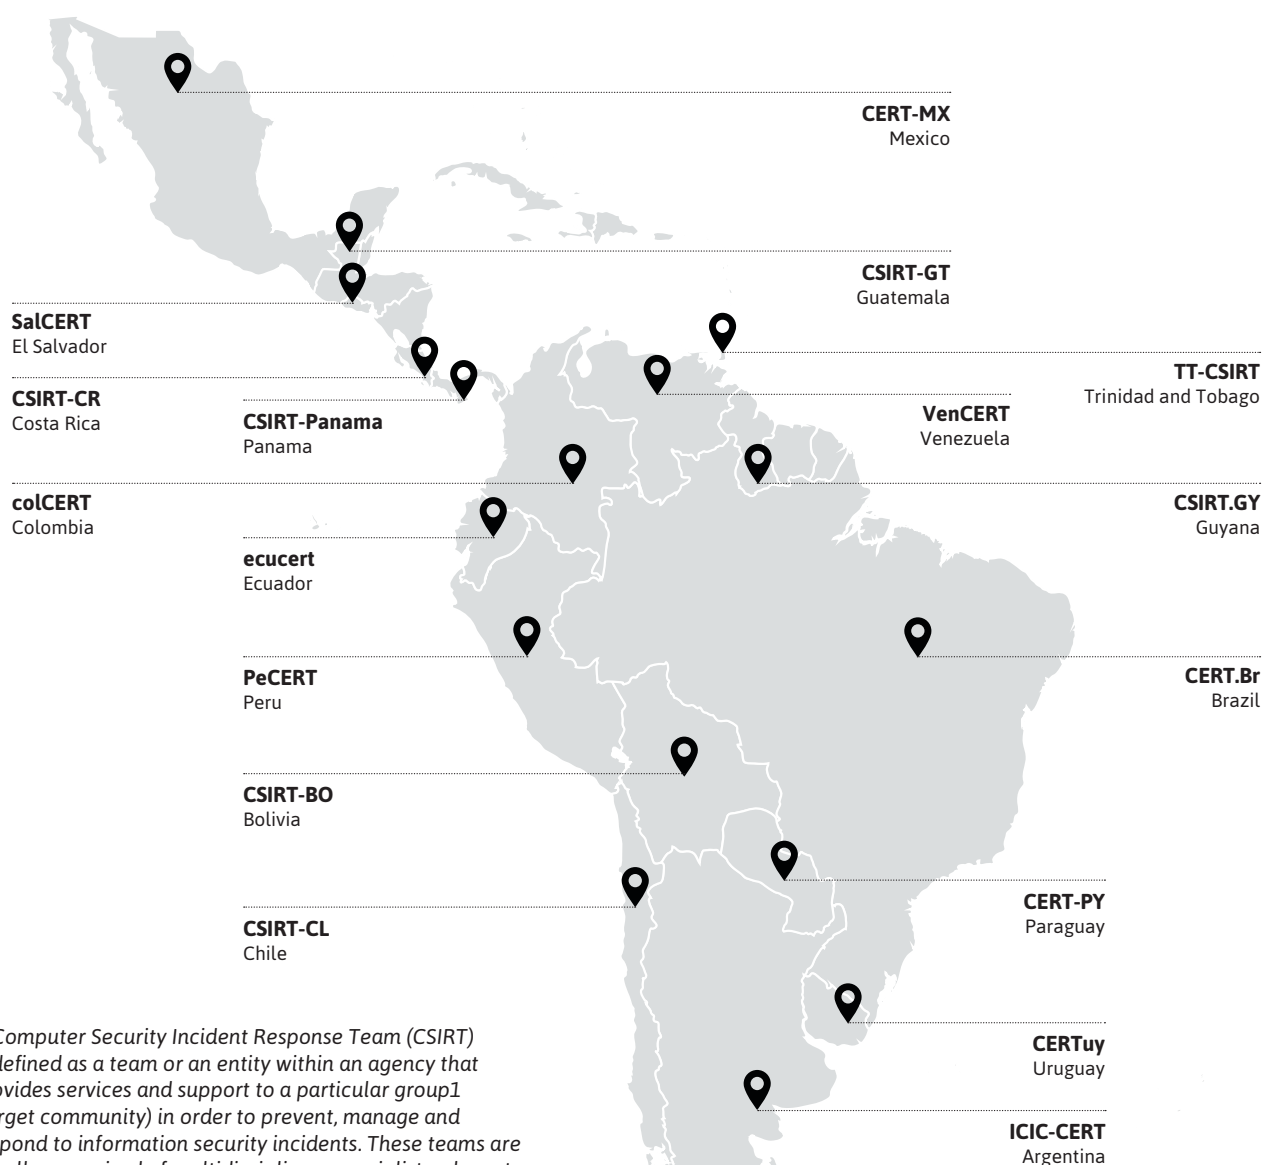 CERT-MX
Mexico
CSIRT-GT
Guatemala
SalCERT
El Salvador
TT-CSIRT
Trinidad and Tobago
CSIRT-CR
Costa Rica
CSIRT-Panama
Panama
VenCERT
Venezuela
colCERT
Colombia
CSIRT.GY
Guyana
ecucert
Ecuador
PeCERT
Peru
CERT.Br
Brazil
CSIRT-BO
Bolivia
CERT-PY
Paraguay
CSIRT-CL
Chile
CERTuy
Uruguay
ICIC-CERT
Argentina
Computer Security Incident Response Team (CSIRT)
defined as a team or an entity within an agency that
ovides services and support to a particular group1
rget community) in order to prevent, manage and
pond to information security incidents. These teams are